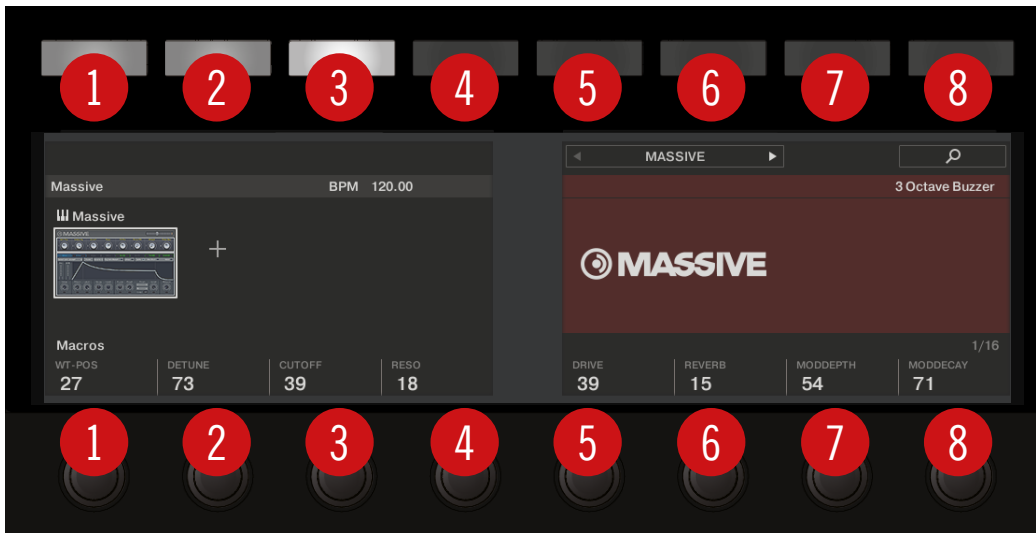 1 2 3 4 5 6 7 8
MASSIVE
Massive BPM 120.00
3 Octave Buzzer
Massive
MASSIVE
MASSIVE
Macros
1/16
WT-POS DETUNE CUTOFF RESO DRIVE REVERB MODDEPTH MODDECAY
27 73 39 18 39 15 54 71
1 2 3 4 5 6 7 8